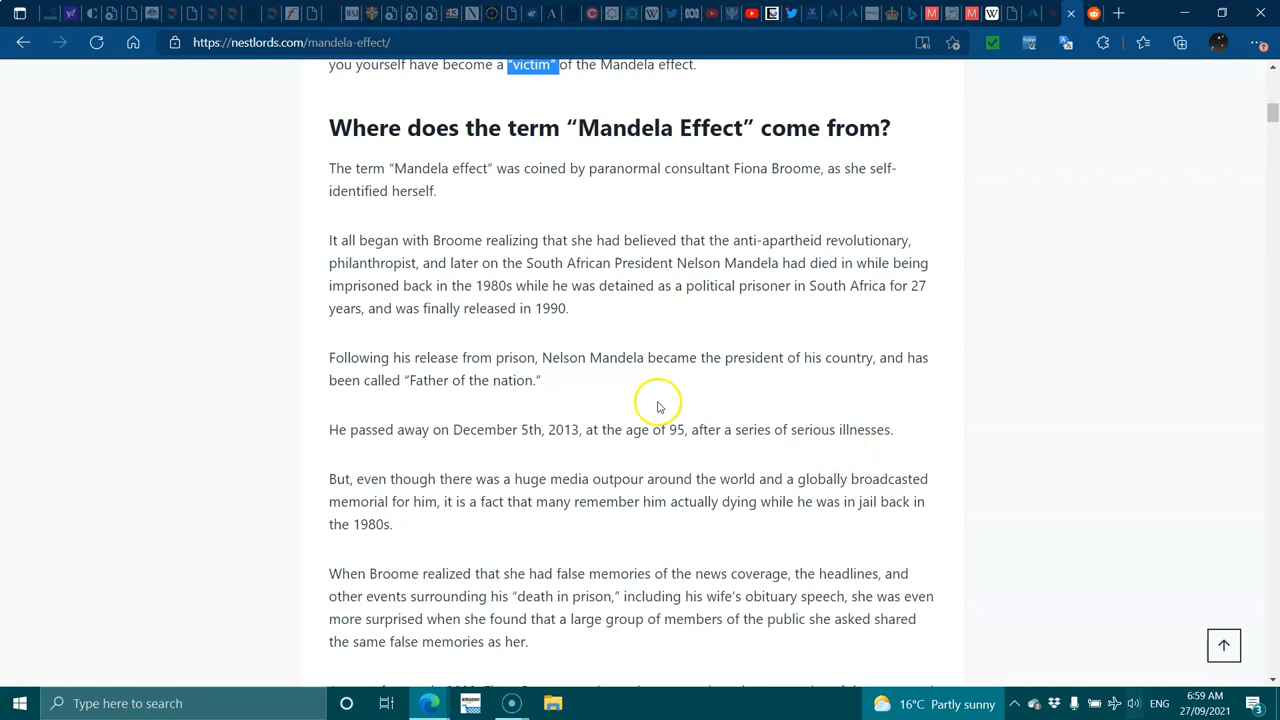 https://nestlords.com/mandela-effect/
you yourself have become a “victim” of the Mandela effect.
Where does the term “Mandela Effect” come from?
The term “Mandela effect” was coined by paranormal consultant Fiona Broome, as she self-
identified herself.
It all began with Broome realizing that she had believed that the anti-apartheid revolutionary,
philanthropist, and later on the South African President Nelson Mandela had died in while being
imprisoned back in the 1980s while he was detained as a political prisoner in South Africa for 27
years, and was finally released in 1990.
Following his release from prison, Nelson Mandela became the president of his country, and has
been called “Father of the nation.”
He passed away on December 5th, 2013, at the age of 95, after a series of serious illnesses.
But, even though there was a huge media outpour around the world and a globally broadcasted
memorial for him, it is a fact that many remember him actually dying while he was in jail back in
the 1980s.
When Broome realized that she had false memories of the news coverage, the headlines, and
other events surrounding his “death in prison,” including his wife’s obituary speech, she was even
more surprised when she found that a large group of members of the public she asked shared
the same false memories as her.
Type here to search
amazon
16°C Partly sunny
ENG
6:59 AM
27/09/2021
3